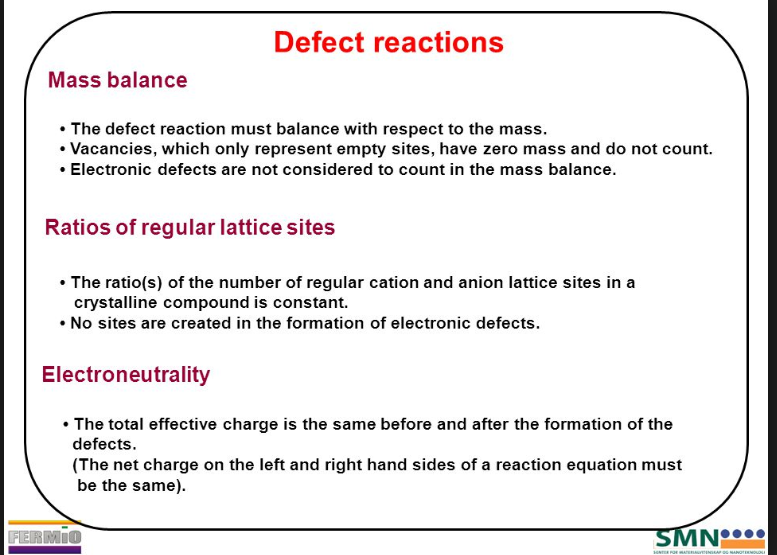 Defect reactions
Mass balance
• The defect reaction must balance with respect to the mass.
• Vacancies, which only represent empty sites, have zero mass and do not count.
• Electronic defects are not considered to count in the mass balance.
Ratios of regular lattice sites
• The ratio(s) of the number of regular cation and anion lattice sites in a
crystalline compound is constant.
• No sites are created in the formation of electronic defects.
Electroneutrality
• The total effective charge is the same before and after the formation of the
defects.
(The net charge on the left and right hand sides of a reaction equation must
be the same).
FERMiO
SMN
SENTER FOR MATERIALVITENSKAP OG NANOTEKNOLOGI